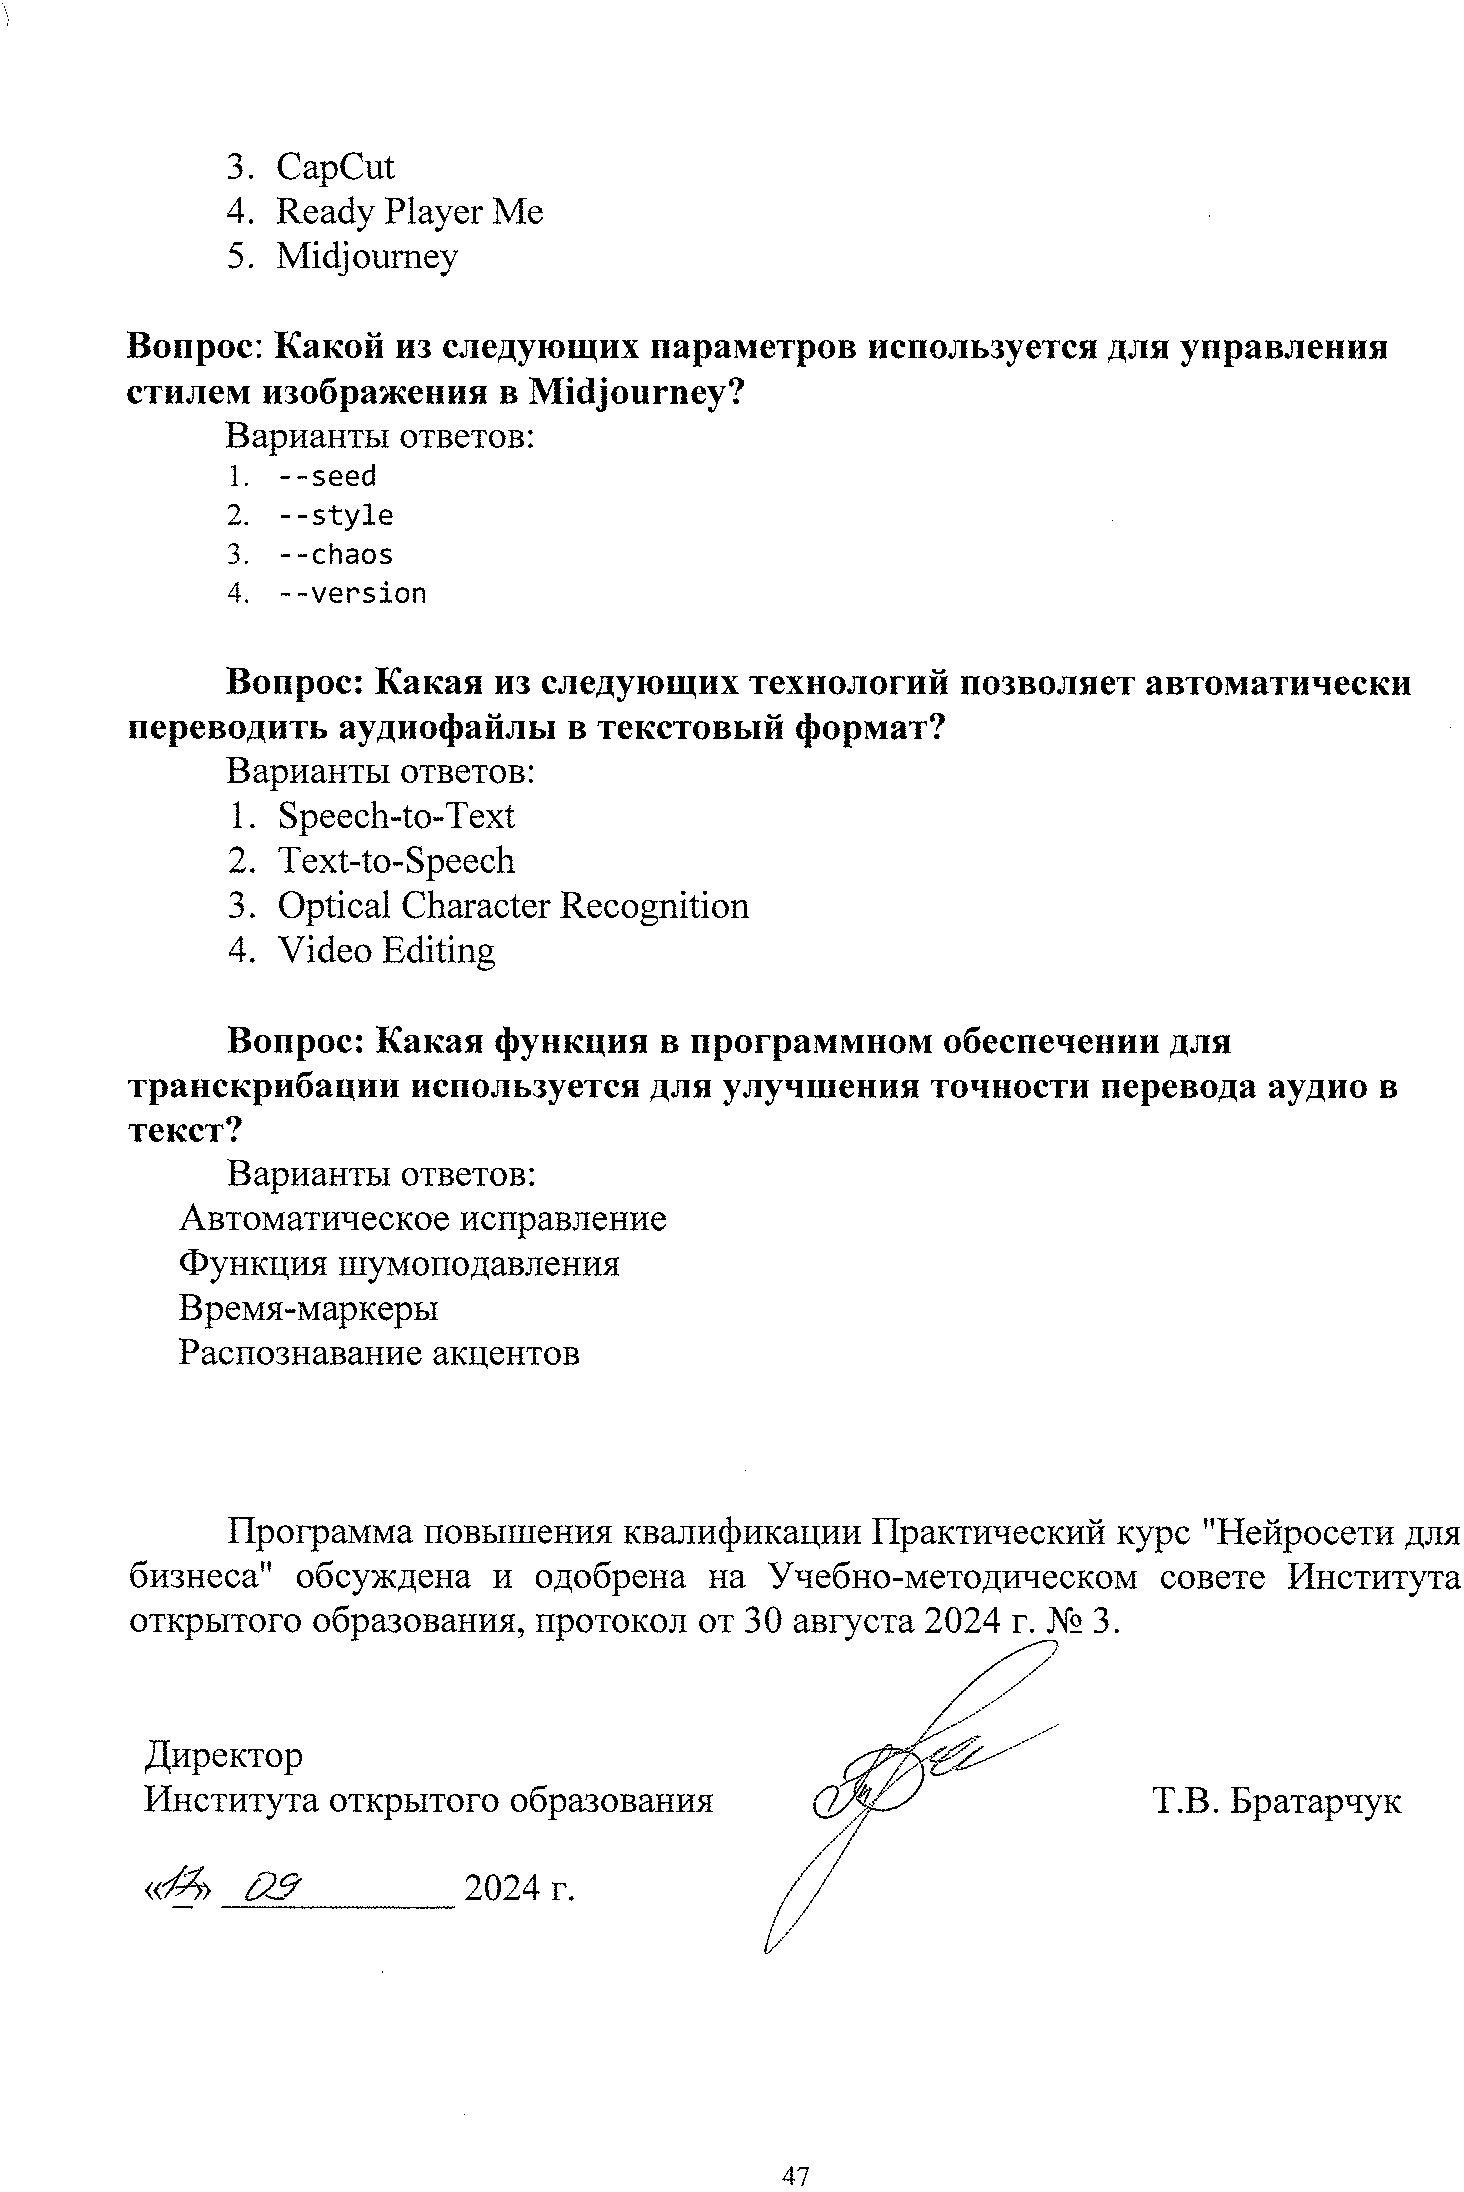 3. CapCut
4. Ready Player Me
5. Midjourney
Вопрос: Какой из следующих параметров используется для управления
стилем изображения в Midjourney?
Варианты ответов:
1. --seed
2. --style
3. --chaos
4. --version
Вопрос: Какая из следующих технологий позволяет автоматически
переводить аудиофайлы в текстовый формат?
Варианты ответов:
1. Speech-to-Text
2. Text-to-Speech
3. Optical Character Recognition
4. Video Editing
Вопрос: Какая функция в программном обеспечении для
транскрибации используется для улучшения точности перевода аудио в
текст?
Варианты ответов:
Автоматическое исправление
Функция шумоподавления
Время-маркеры
Распознавание акцентов
Программа повышения квалификации Практический курс "Нейросети для
бизнеса" обсуждена и одобрена на Учебно-методическом совете Института
открытого образования, протокол от 30 августа 2024 г. № 3.
Директор
Института открытого образования Т.В. Братарчук
«17» 09 2024 г.
47